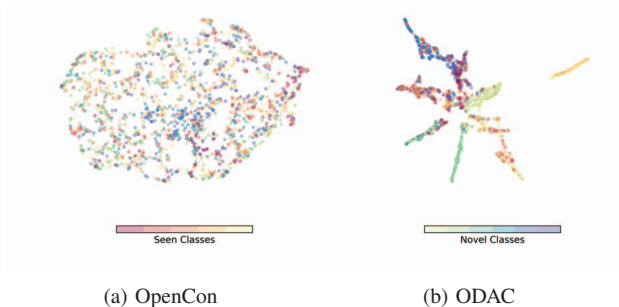 Seen Classes
Novel Classes
(a) OpenCon
(b) ODAC